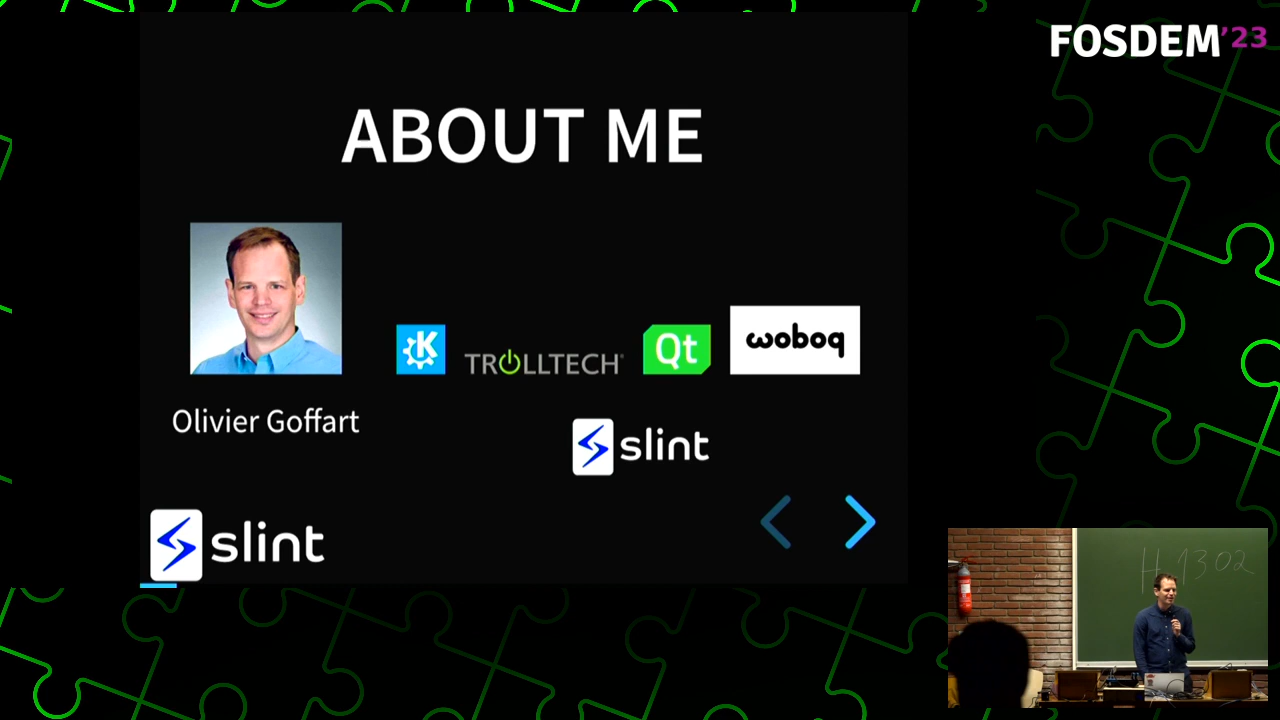 FOSDEM'23
ABOUT ME
TROLLTECH®
Qt
woboq
Olivier Goffart
slint
slint
H.1302